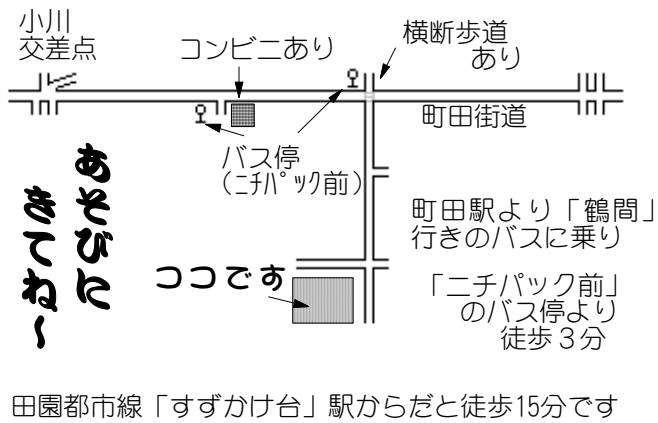 小川
交差点
コンビニあり
横断歩道
あり
町田街道
バス停
(ﾆﾁﾊﾟｯｸ前)
あそびに
きてね～
町田駅より「鶴間」
行きのバスに乗り
ココです
「ニチパック前」
のバス停より
徒歩３分
田園都市線「すずかけ台」駅からだと徒歩15分です